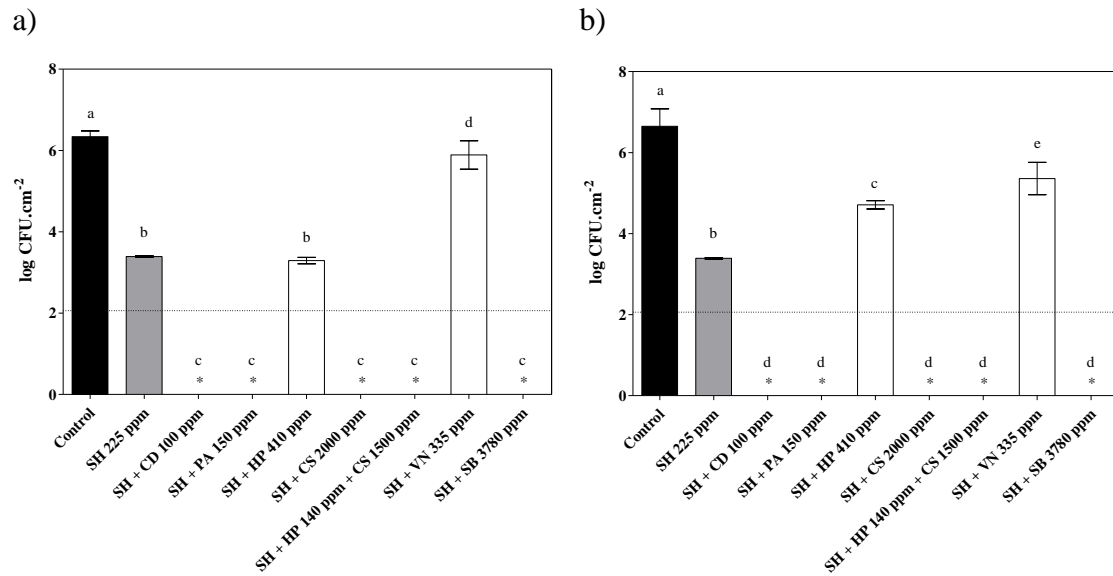 a)
8
6
4
2
0
log CFU.cm-2
a
b
c
*
c
*
b
c
*
c
*
d
c
*
Control
SH 225 ppm
SH + CD 100 ppm
SH + PA 150 ppm
SH + HP 410 ppm
SH + CS 2000 ppm
SH + HP 140 ppm + CS 1500 ppm
SH + VN 335 ppm
SH + SB 3780 ppm
b)
8
6
4
2
0
log CFU.cm-2
a
b
d
*
d
*
c
d
*
d
*
e
d
*
Control
SH 225 ppm
SH + CD 100 ppm
SH + PA 150 ppm
SH + HP 410 ppm
SH + CS 2000 ppm
SH + HP 140 ppm + CS 1500 ppm
SH + VN 335 ppm
SH + SB 3780 ppm